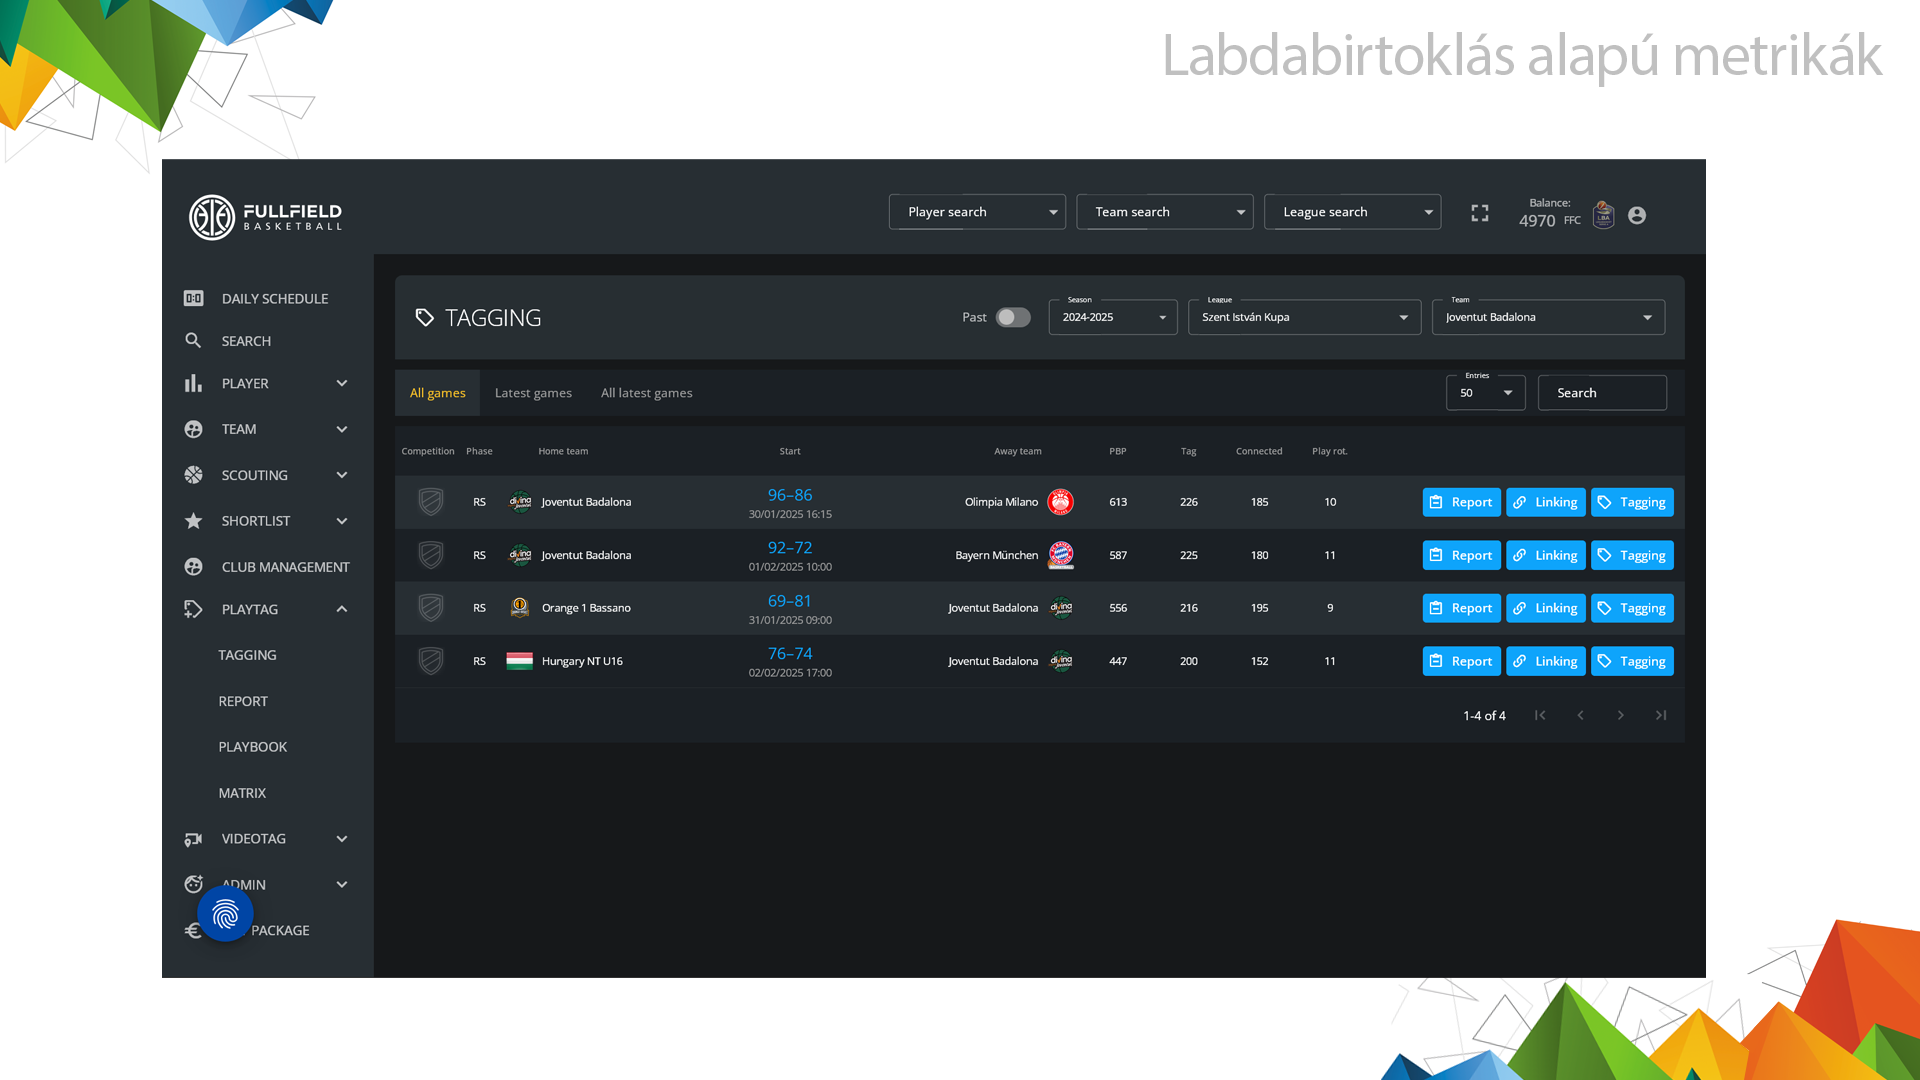 Labdabirtoklás alapú metrikák
FULLFIELD
BASKETBALL
Player search
Team search
League search
Balance:
4970 FFC
DAILY SCHEDULE
SEARCH
PLAYER
TEAM
SCOUTING
SHORTLIST
CLUB MANAGEMENT
PLAYTAG
TAGGING
REPORT
PLAYBOOK
MATRIX
VIDEOTAG
ADMIN
PACKAGE
TAGGING
Past
Season
2024-2025
League
Szent István Kupa
Team
Joventut Badalona
All games Latest games All latest games
Entries
50
Search
Competition Phase Home team Start Away team PBP Tag Connected Play rot.
RS Joventut Badalona 96–86 Olimpia Milano 613 226 185 10 Report Linking Tagging
30/01/2025 16:15
RS Joventut Badalona 92–72 Bayern München 587 225 180 11 Report Linking Tagging
01/02/2025 10:00
RS Orange 1 Bassano 69–81 Joventut Badalona 556 216 195 9 Report Linking Tagging
31/01/2025 09:00
RS Hungary NT U16 76–74 Joventut Badalona 447 200 152 11 Report Linking Tagging
02/02/2025 17:00
1-4 of 4